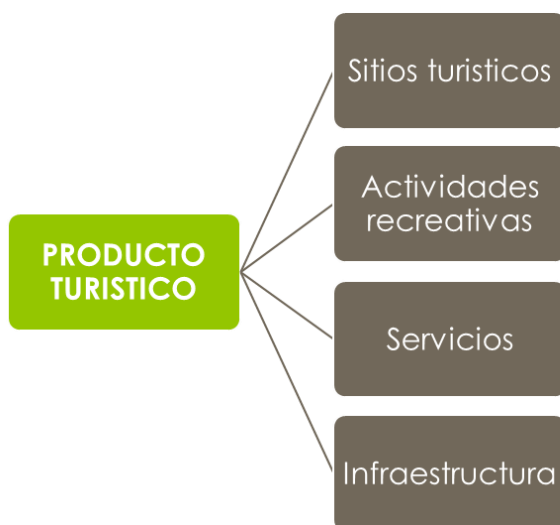 Sitios turisticos
Actividades
recreativas
PRODUCTO
TURISTICO
Servicios
Infraestructura